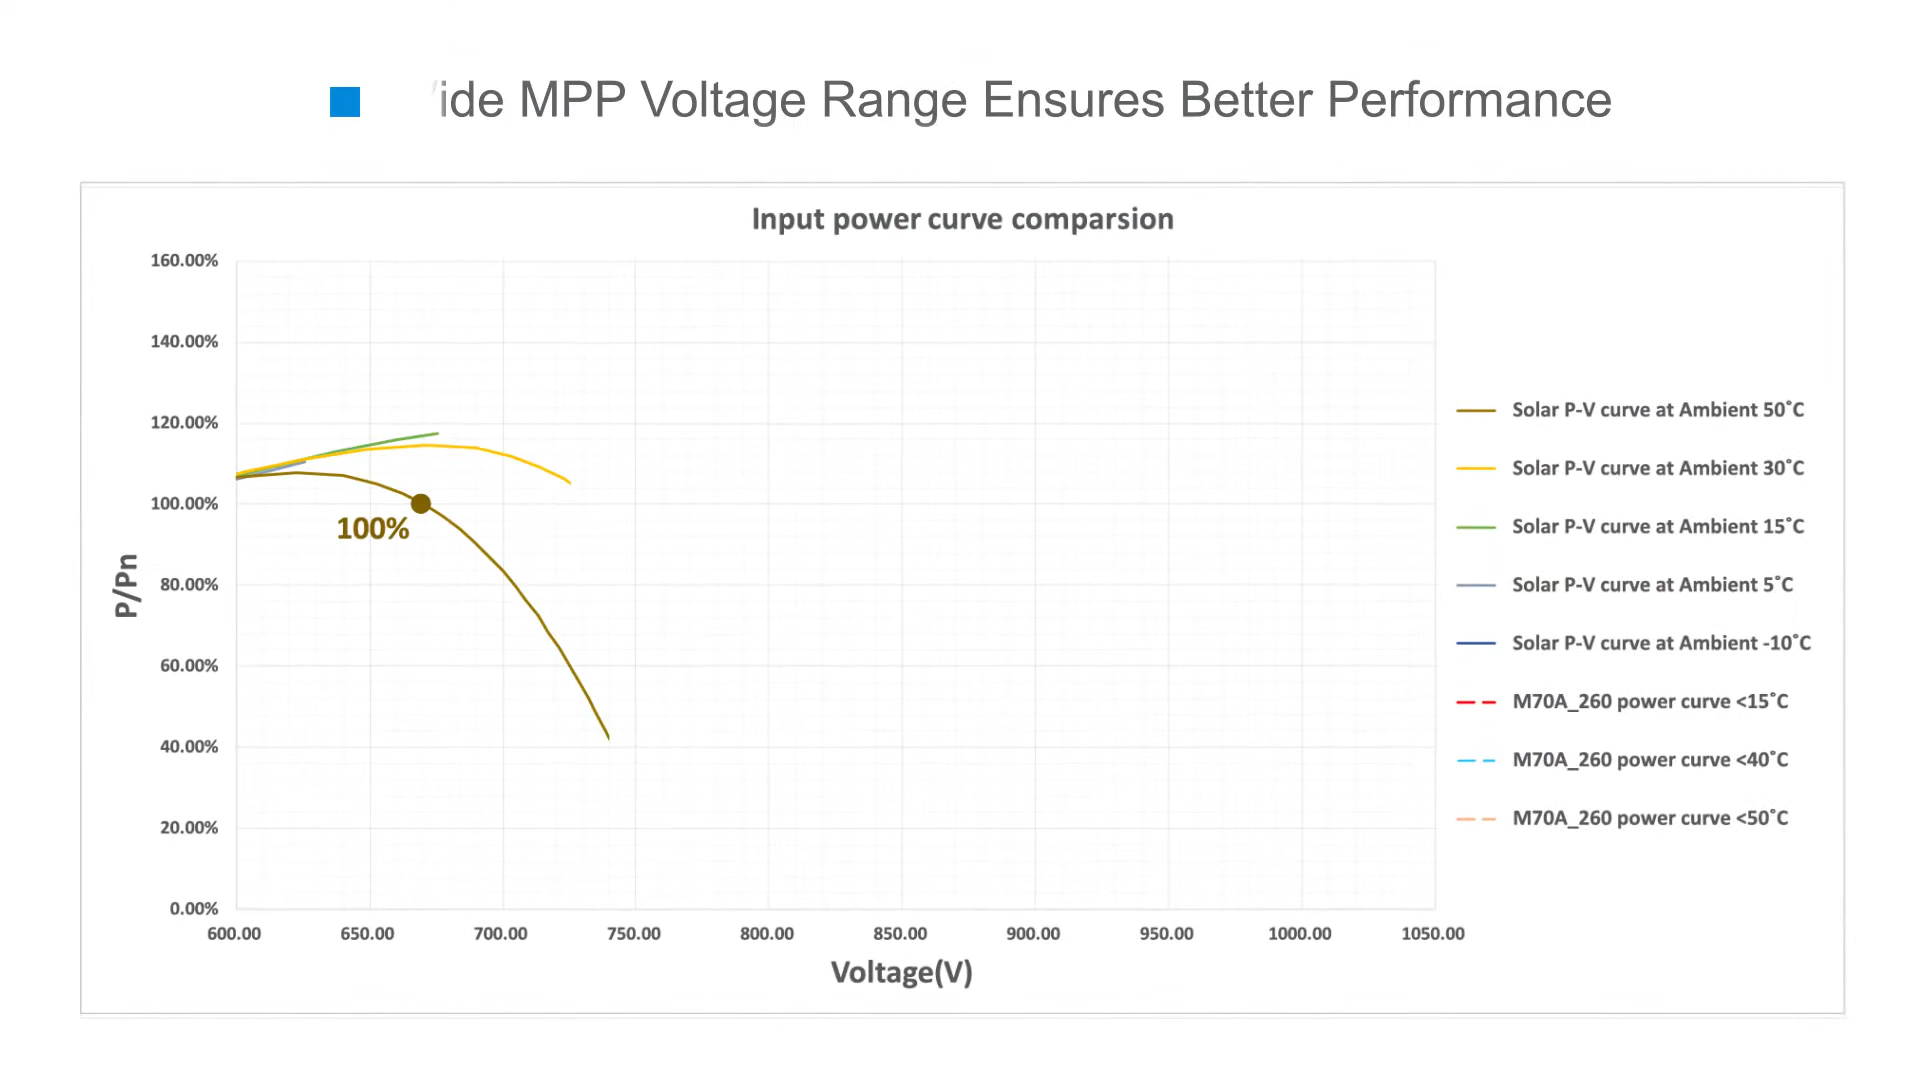 ide MPP Voltage Range Ensures Better Performance
Input power curve comparsion
160.00%
140.00%
120.00%
100.00%
80.00%
60.00%
40.00%
20.00%
0.00%
P/Pn
100%
600.00 650.00 700.00 750.00 800.00 850.00 900.00 950.00 1000.00 1050.00
Voltage(V)
Solar P-V curve at Ambient 50˚C
Solar P-V curve at Ambient 30˚C
Solar P-V curve at Ambient 15˚C
Solar P-V curve at Ambient 5˚C
Solar P-V curve at Ambient -10˚C
M70A_260 power curve <15˚C
M70A_260 power curve <40˚C
M70A_260 power curve <50˚C